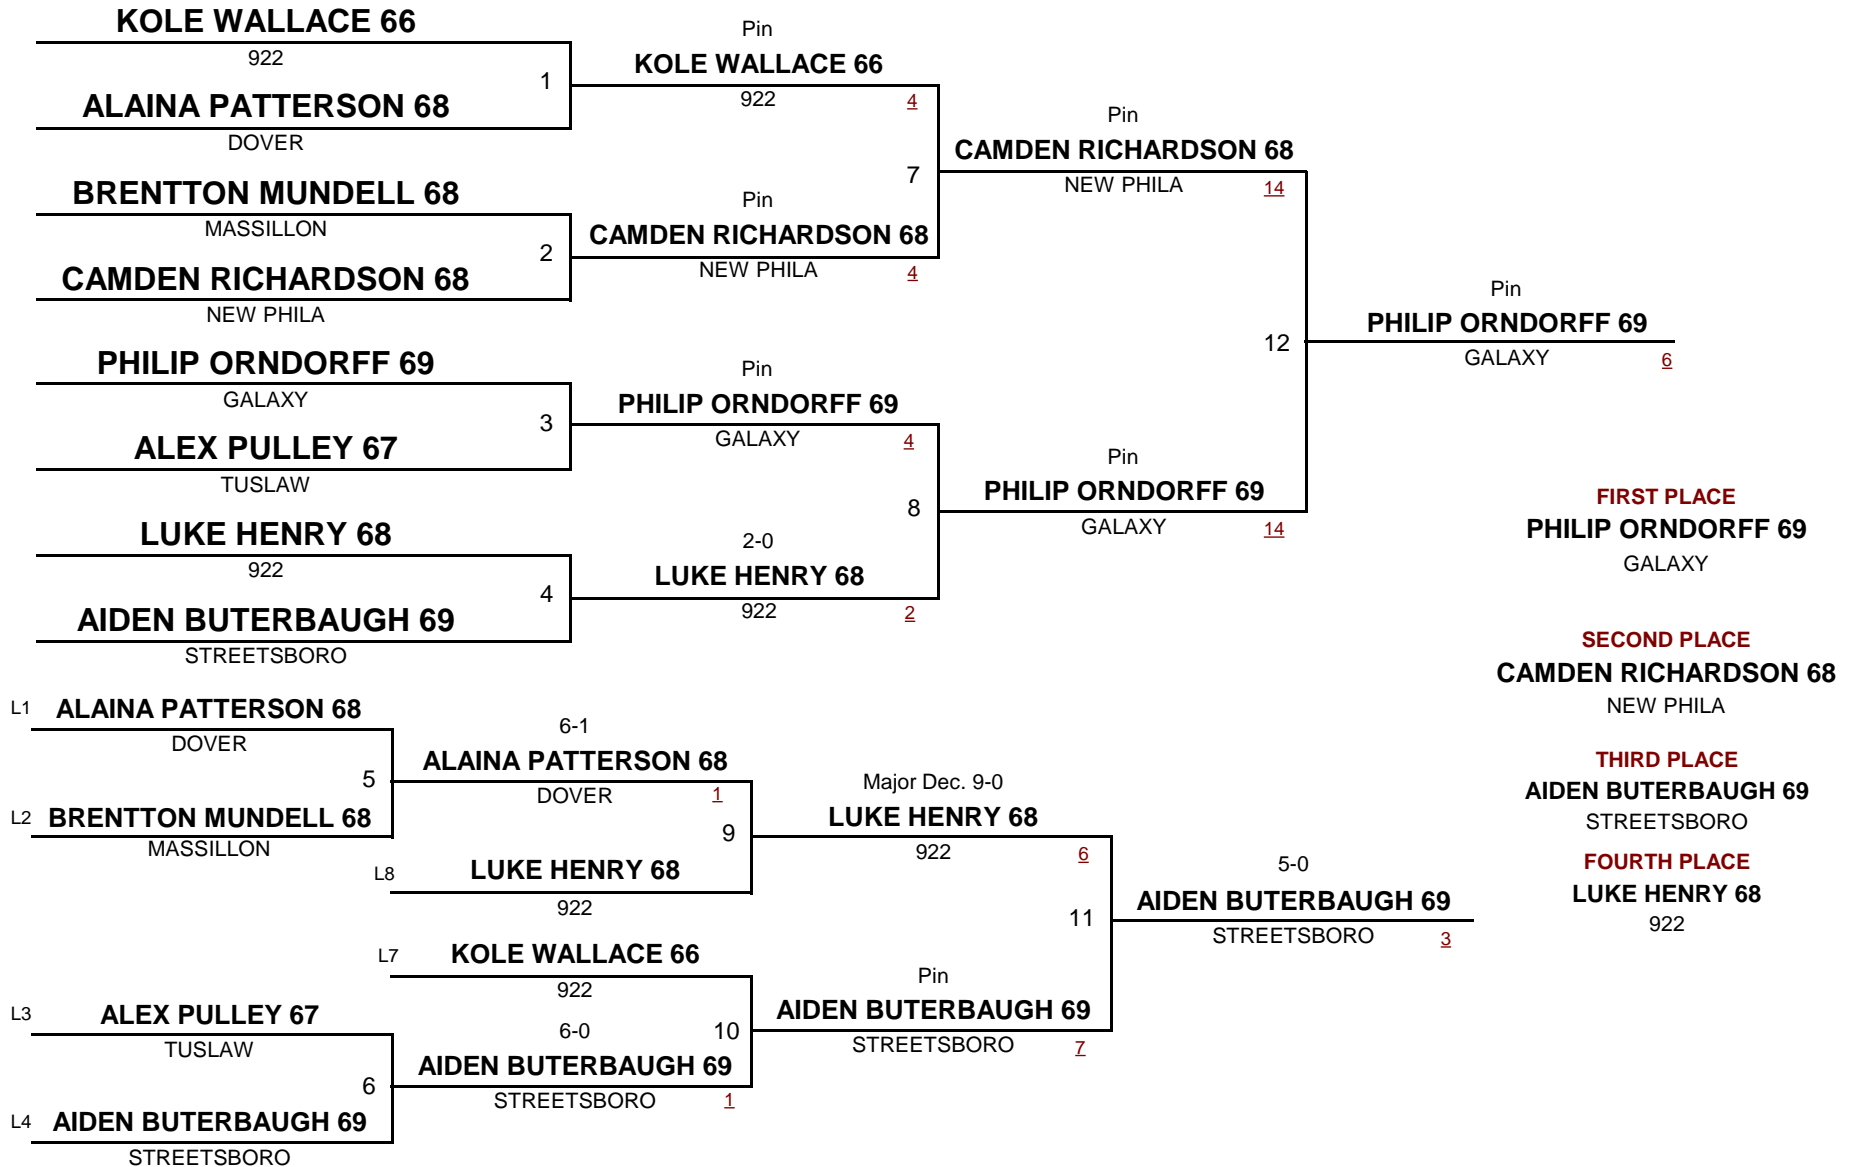 KOLE WALLACE 66
922
1
ALAINA PATTERSON 68
DOVER
BRENTTON MUNDELL 68
MASSILLON
2
CAMDEN RICHARDSON 68
NEW PHILA
PHILIP ORNDORFF 69
GALAXY
3
ALEX PULLEY 67
TUSLAW
LUKE HENRY 68
922
4
AIDEN BUTERBAUGH 69
STREETSBORO
Pin
KOLE WALLACE 66
922 4
7
Pin
CAMDEN RICHARDSON 68
NEW PHILA 4
Pin
PHILIP ORNDORFF 69
GALAXY 4
8
2-0
LUKE HENRY 68
922 2
Pin
CAMDEN RICHARDSON 68
NEW PHILA 14
12
Pin
PHILIP ORNDORFF 69
GALAXY 14
Pin
PHILIP ORNDORFF 69
GALAXY 6
L1 ALAINA PATTERSON 68
DOVER
5
L2 BRENTTON MUNDELL 68
MASSILLON
L3 ALEX PULLEY 67
TUSLAW
6
L4 AIDEN BUTERBAUGH 69
STREETSBORO
6-1
ALAINA PATTERSON 68
DOVER 1
9
L8 LUKE HENRY 68
922
L7 KOLE WALLACE 66
922
6-0 10
AIDEN BUTERBAUGH 69
STREETSBORO 1
Major Dec. 9-0
LUKE HENRY 68
922 6
11
Pin
AIDEN BUTERBAUGH 69
STREETSBORO 7
5-0
AIDEN BUTERBAUGH 69
STREETSBORO 3
FIRST PLACE
PHILIP ORNDORFF 69
GALAXY
SECOND PLACE
CAMDEN RICHARDSON 68
NEW PHILA
THIRD PLACE
AIDEN BUTERBAUGH 69
STREETSBORO
FOURTH PLACE
LUKE HENRY 68
922